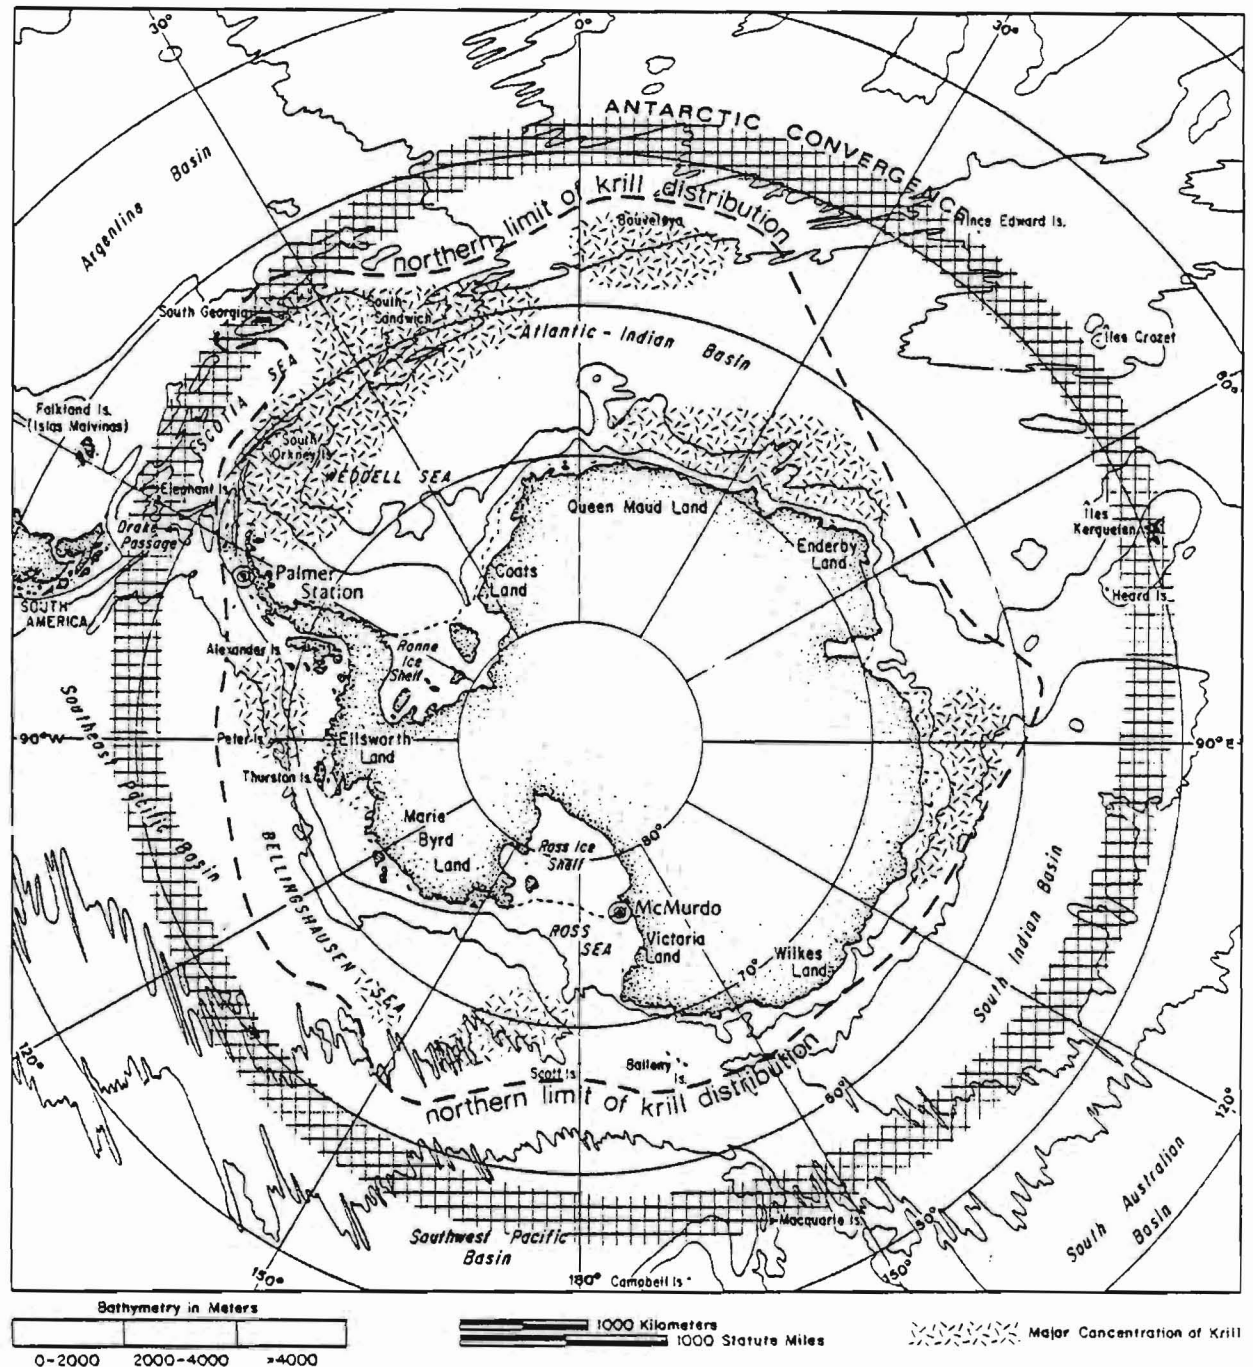 30°
0°
30°
ANTARCTIC CONVERGENCE
Argentine Basin
northern limit of krill distribution
Bouvetøya
Prince Edward Is.
South Georgia
South Sandwich
Îles Crozet
Atlantic-Indian Basin
60°
SCOTIA SEA
Falkland Is.
(Islas Malvinas)
South
Orkney Is.
WEDDELL SEA
Elephant Is.
Queen Maud Land
Îles
Kerguelen
Drake
Passage
Enderby
Land
Palmer
Station
Coats
Land
Heard Is.
SOUTH
AMERICA
Alexander Is.
Ronne
Ice
Shelf
Southeast Pacific Basin
90°W
Peter Is.
Ellsworth
Land
90°E
Thurston Is.
Marie
Byrd
Land
Ross Ice
Shelf
80°
BELLINGSHAUSEN SEA
McMurdo
ROSS
SEA
Victoria
Land
Wilkes
Land
70°
South Indian Basin
120°
Scott Is.
Balleny
Is.
northern limit of krill distribution
60°
120°
South Australian
Basin
Macquarie Is.
50°
Southwest Pacific
Basin
150°
180°
Campbell Is.
150°
Bathymetry in Meters
0-2000 2000-4000 >4000
1000 Kilometers
1000 Statute Miles
Major Concentration of Krill